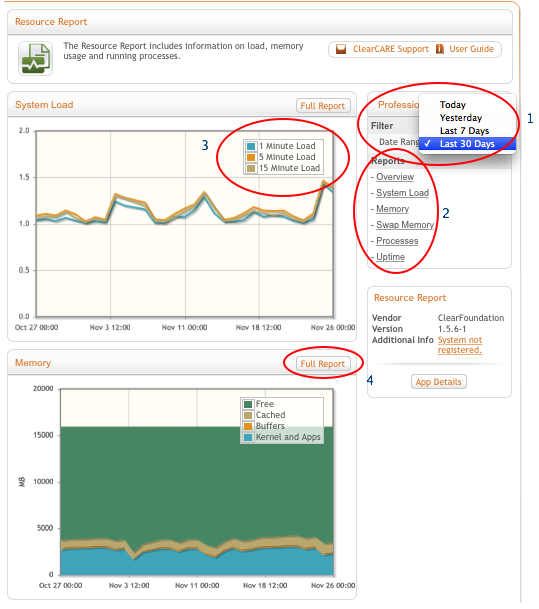 Resource Report
The Resource Report includes information on load, memory
usage and running processes.
ClearCARE Support
User Guide
System Load
Full Report
2.0
1.5
1.0
0.5
0.0
3
1 Minute Load
5 Minute Load
15 Minute Load
Oct 27 00:00 Nov 3 12:00 Nov 11 00:00 Nov 18 12:00 Nov 26 00:00
Today
Yesterday
Last 7 Days
✓ Last 30 Days
1
Filter
Reports
- Overview
- System Load
- Memory
- Swap Memory
- Processes
- Uptime
2
Resource Report
Vendor ClearFoundation
Version 1.5.6-1
Additional Info System not
registered.
App Details
Memory
Full Report
4
20000
15000
10000
5000
0
MB
Free
Cached
Buffers
Kernel and Apps
Oct 27 00:00 Nov 3 12:00 Nov 11 00:00 Nov 18 12:00 Nov 26 00:00